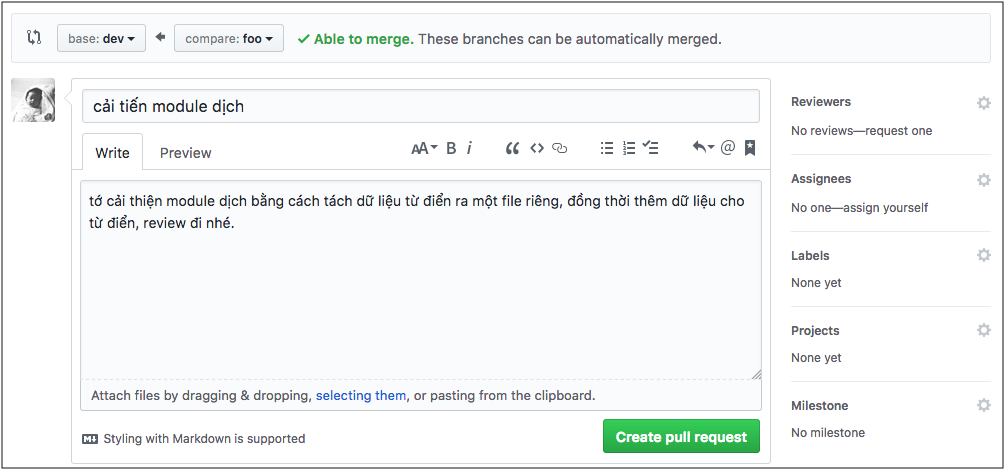 base: dev compare: foo Able to merge. These branches can be automatically merged.
cải tiến module dịch
Write Preview AA B i @
tớ cải thiện module dịch bằng cách tách dữ liệu từ điển ra một file riêng, đồng thời thêm dữ liệu cho
từ điển, review đi nhé.
Attach files by dragging & dropping, selecting them, or pasting from the clipboard.
Styling with Markdown is supported
Create pull request
Reviewers
No reviews—request one
Assignees
No one—assign yourself
Labels
None yet
Projects
None yet
Milestone
No milestone